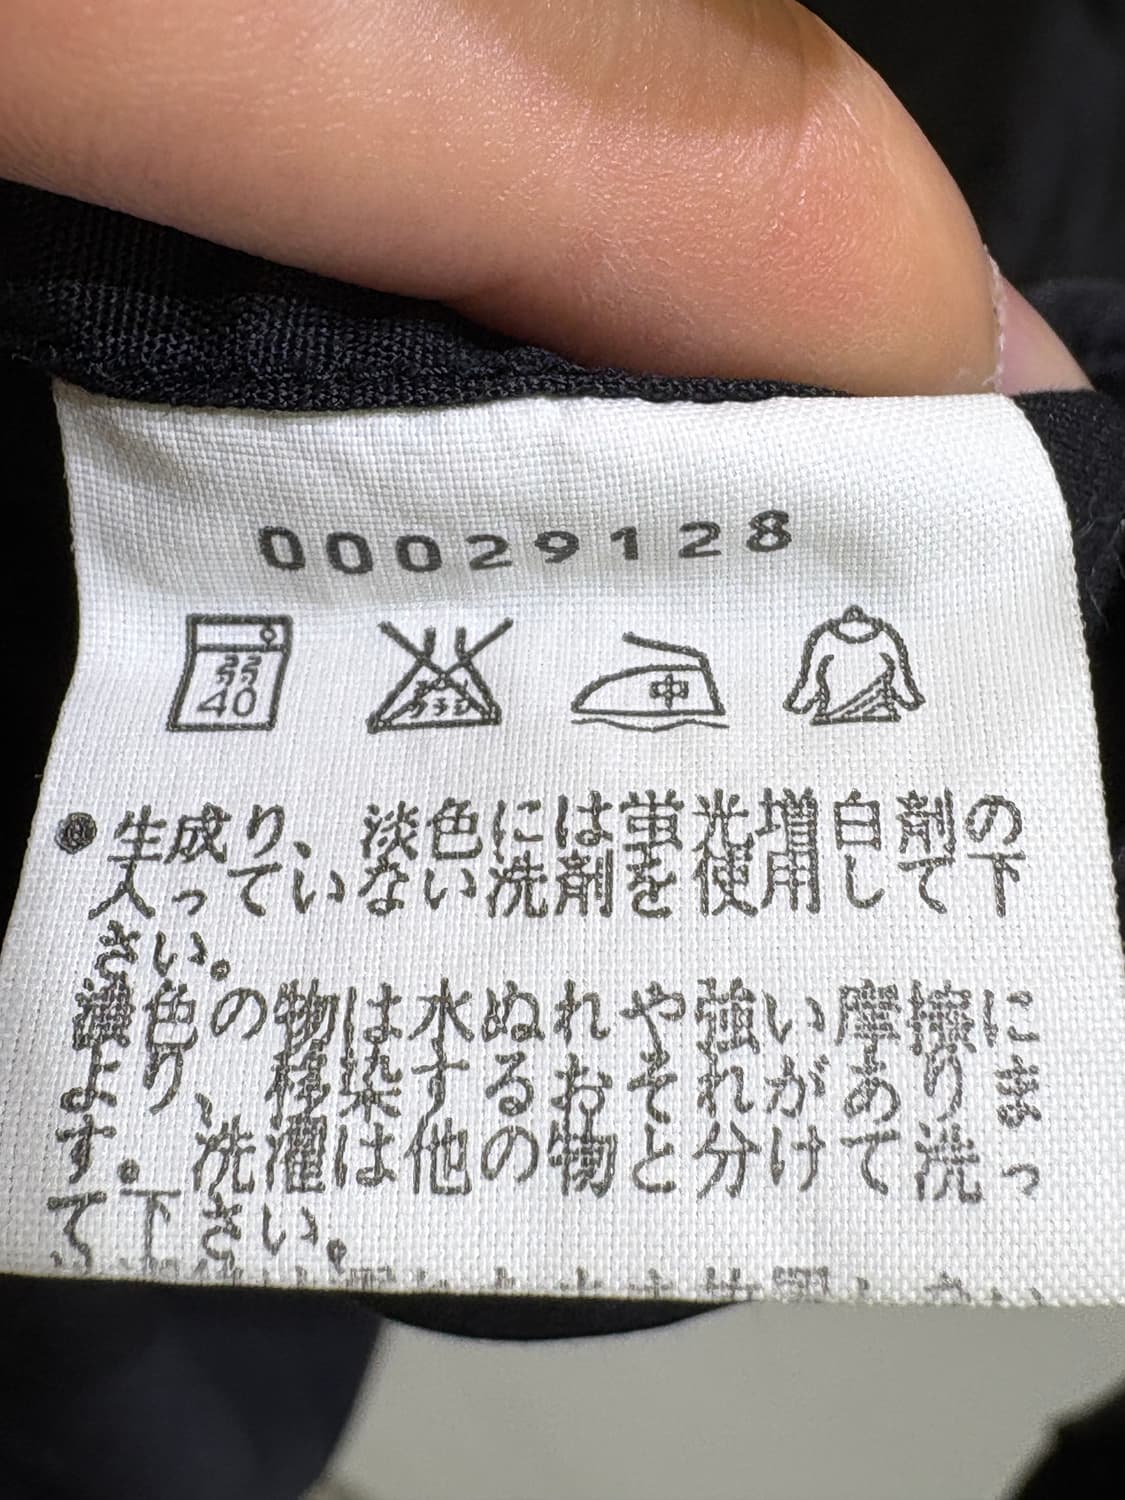 00029128
弱
40
エンソ
中
●生成り、淡色には蛍光増白剤の
入っていない洗剤を使用して下
さい。
濃色の物は水ぬれや強い摩擦に
より、移染するおそれがありま
す。洗濯は他の物と分けて洗っ
て下さい。